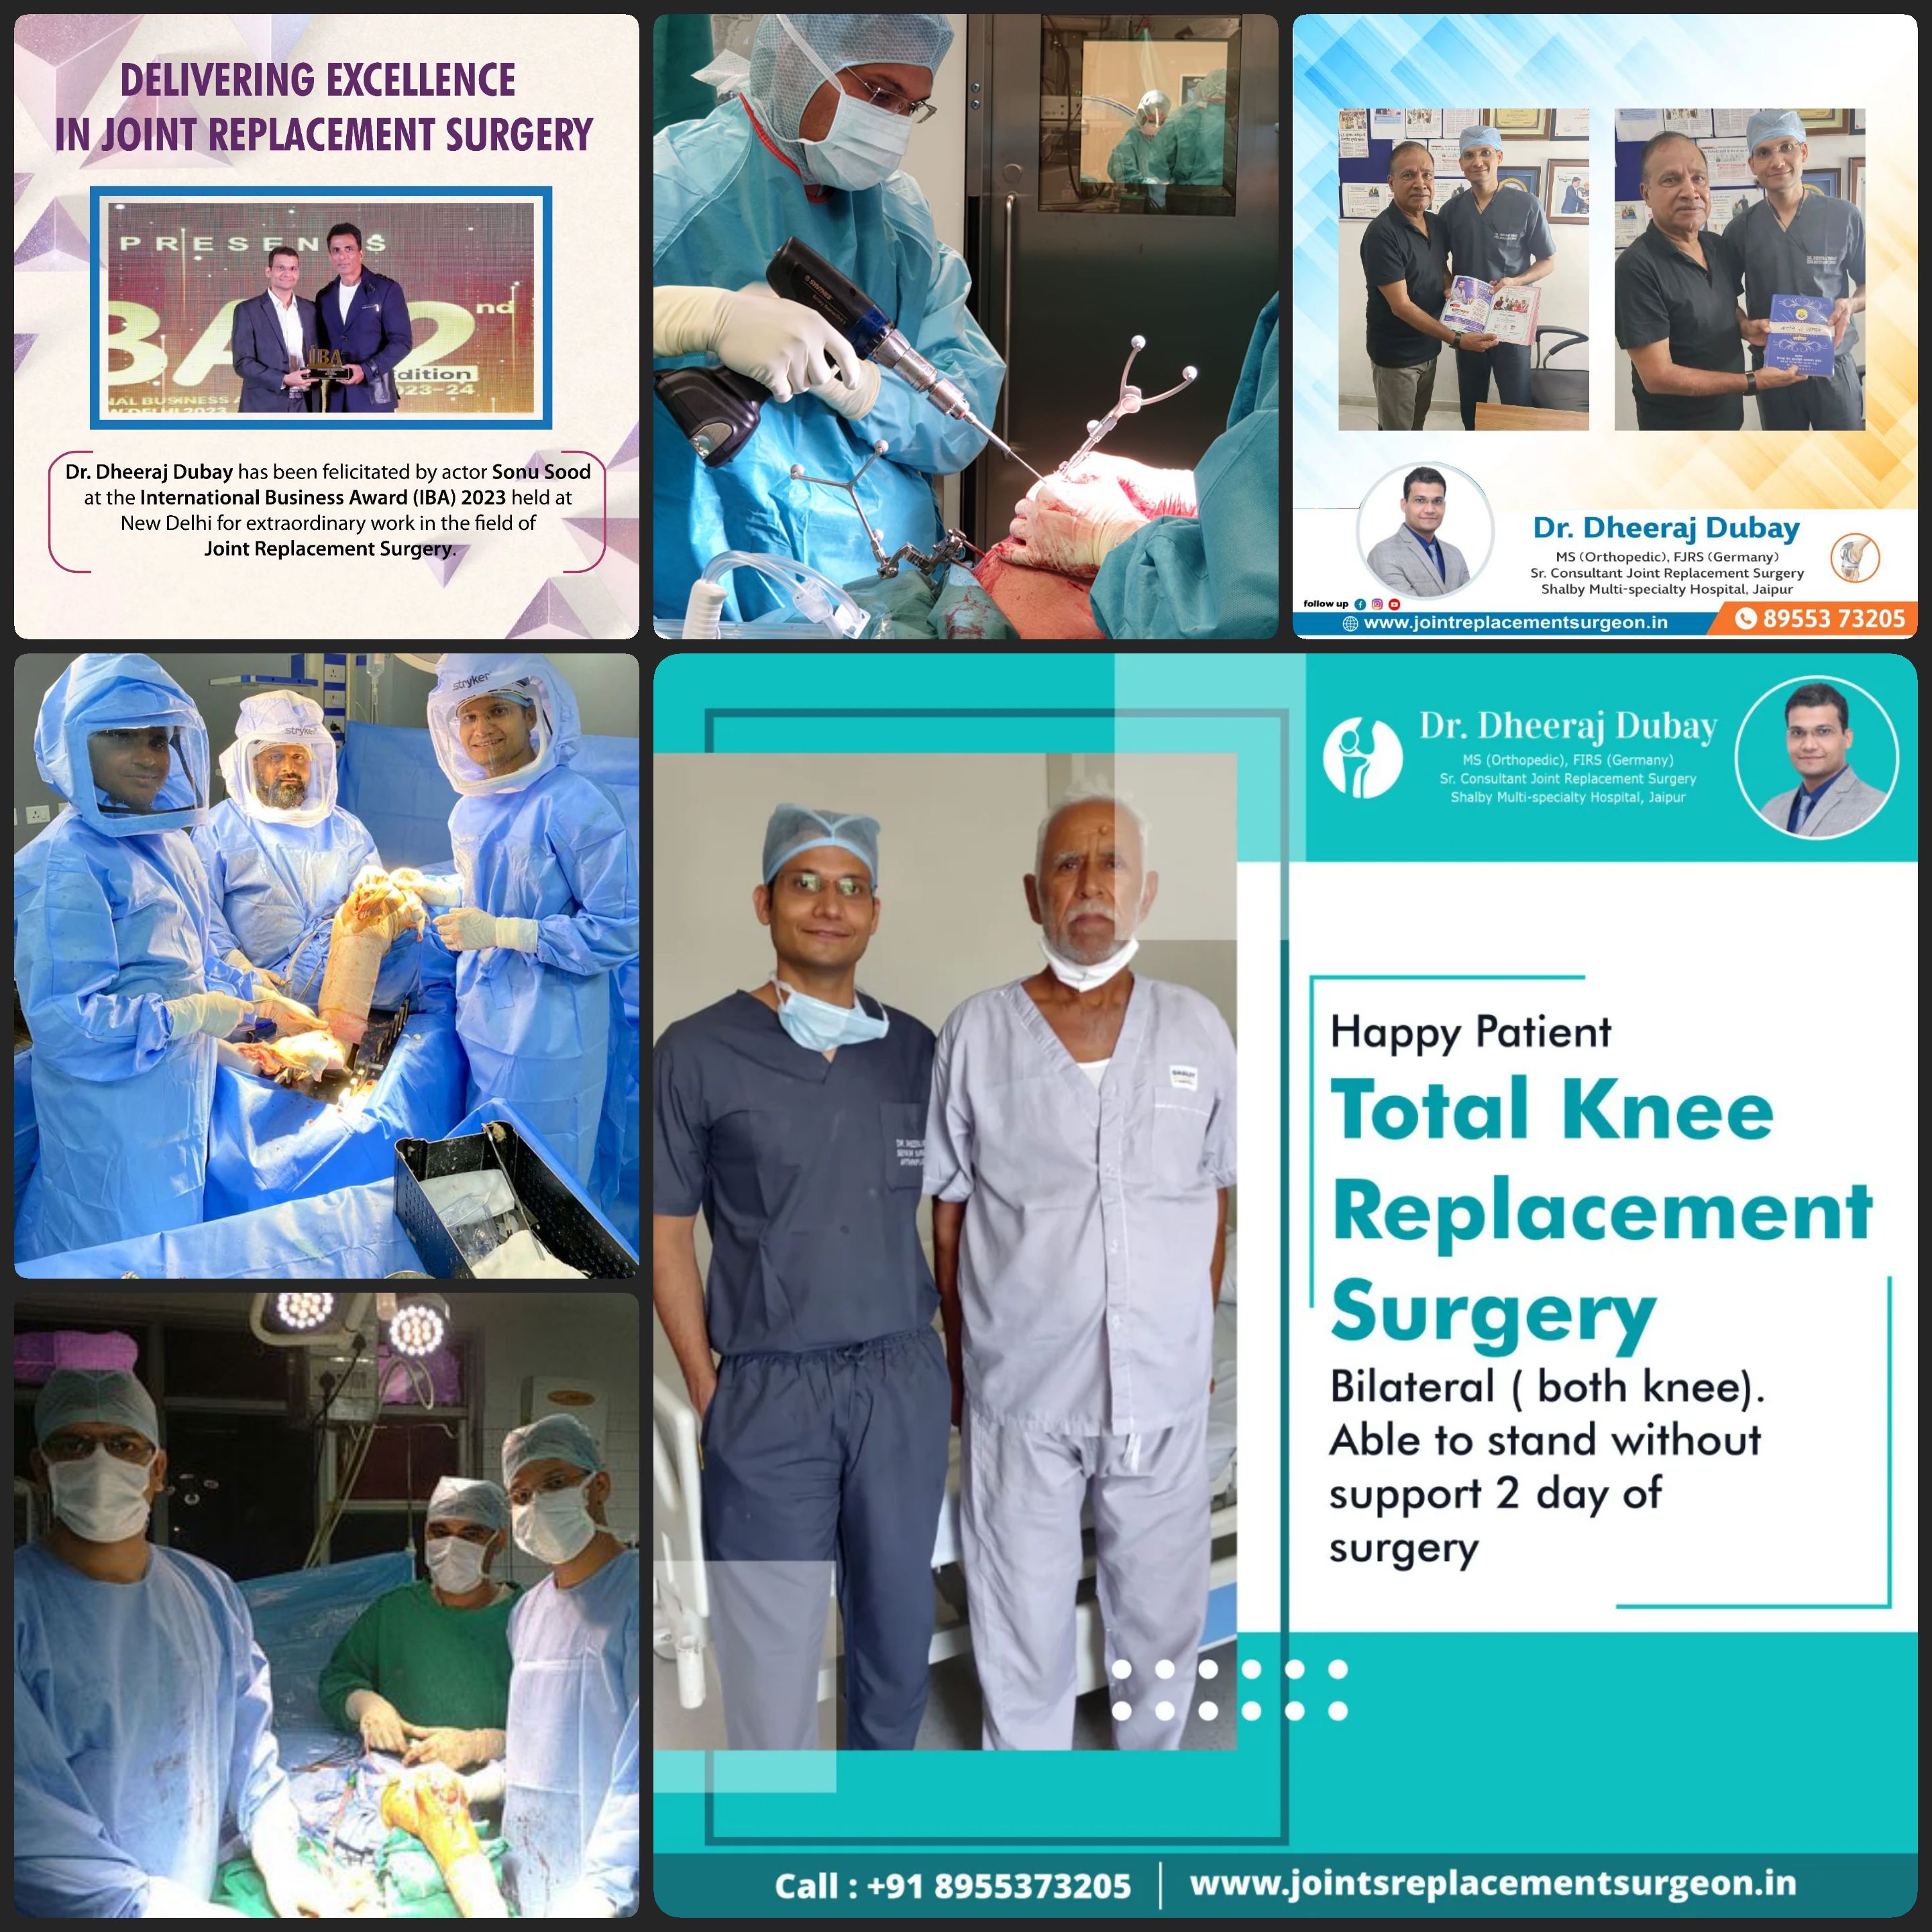 DELIVERING EXCELLENCE
IN JOINT REPLACEMENT SURGERY
PRESENTS
2nd
Edition
2023-24
IBA
Dr. Dheeraj Dubay has been felicitated by actor Sonu Sood
at the International Business Award (IBA) 2023 held at
New Delhi for extraordinary work in the field of
Joint Replacement Surgery.
Dr. Dheeraj Dubay
MS (Orthopedic), FJRS (Germany)
Sr. Consultant Joint Replacement Surgery
Shalby Multi-specialty Hospital, Jaipur
follow up
www.jointreplacementsurgeon.in
89553 73205
stryker
stryker
Dr. Dheeraj Dubay
MS (Orthopedic), FIRS (Germany)
Sr. Consultant Joint Replacement Surgery
Shalby Multi-specialty Hospital, Jaipur
Happy Patient
Total Knee
Replacement
Surgery
Bilateral ( both knee).
Able to stand without
support 2 day of
surgery
Call : +91 8955373205
www.jointsreplacementsurgeon.in